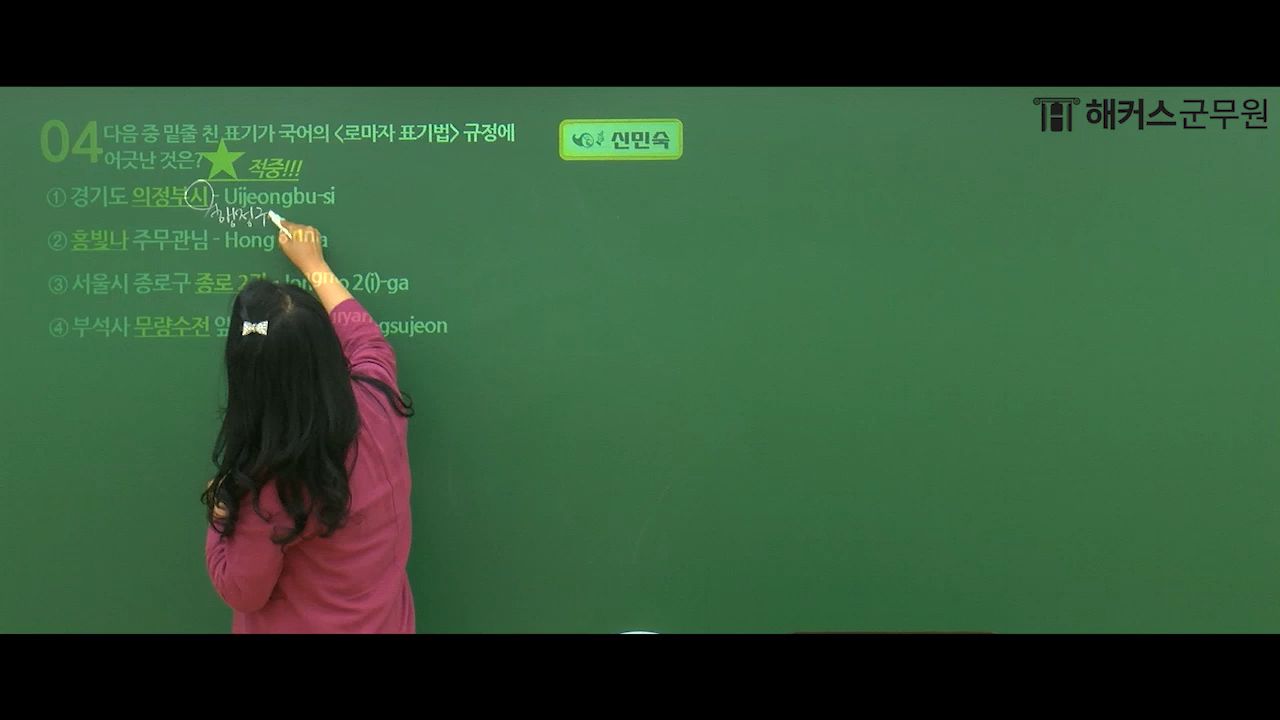 해커스군무원
04 다음 중 밑줄 친 표기가 국어의 <로마자 표기법> 규정에
어긋난 것은?
적중!!!
신민숙
① 경기도 의정부시 - Uijeongbu-si
행정구
② 홍빛나 주무관님 - Hong
③ 서울시 종로구 종로 2(i)-ga
④ 부석사 무량수전 gsujeon